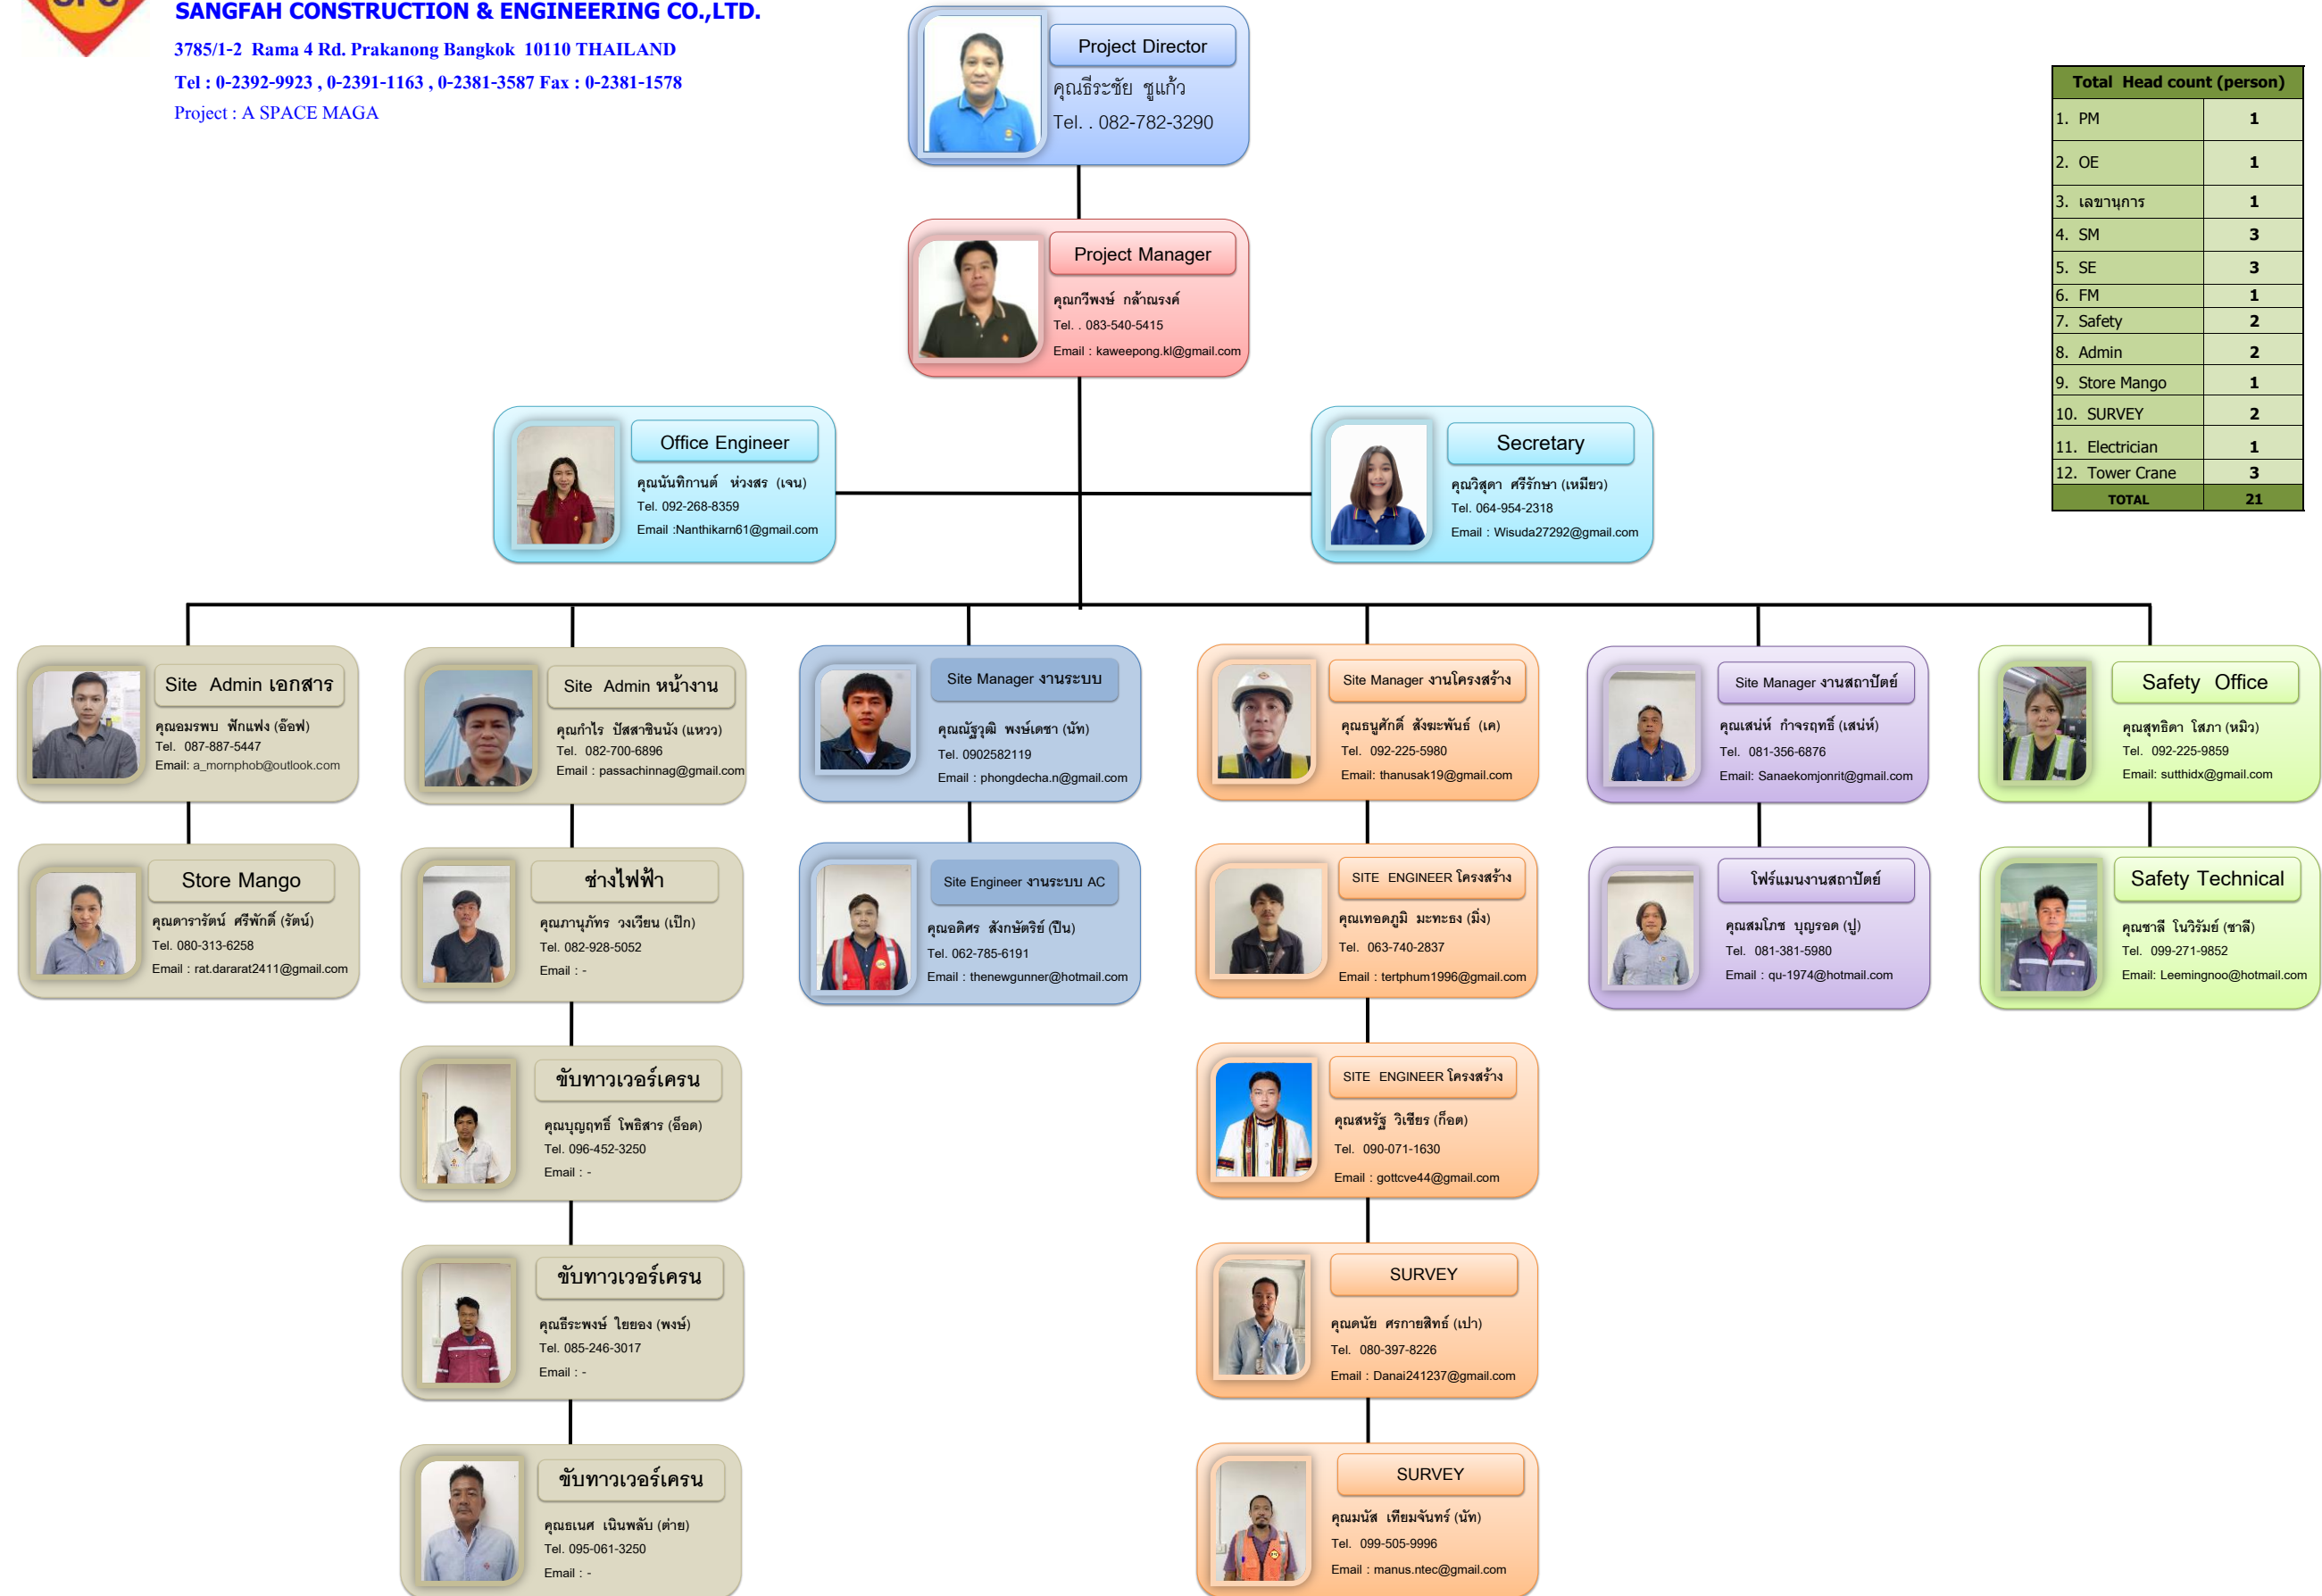 SANGFAH CONSTRUCTION & ENGINEERING CO.,LTD.
3785/1-2 Rama 4 Rd. Prakanong Bangkok 10110 THAILAND
Tel : 0-2392-9923 , 0-2391-1163 , 0-2381-3587 Fax : 0-2381-1578
Project : A SPACE MAGA
Project Director
คุณธีระชัย ชูแก้ว
Tel. . 082-782-3290
Total Head count (person)
1. PM 1
2. OE 1
3. เลขานุการ 1
4. SM 3
5. SE 3
6. FM 1
7. Safety 2
8. Admin 2
9. Store Mango 1
10. SURVEY 2
11. Electrician 1
12. Tower Crane 3
TOTAL 21
Project Manager
คุณกวีพงษ์ กล้าณรงค์
Tel. . 083-540-5415
Email : kaweepong.kl@gmail.com
Office Engineer
คุณนันทิกานต์ ห่วงสร (เจน)
Tel. 092-268-8359
Email :Nanthikarn61@gmail.com
Secretary
คุณวิสุดา ศรีรักษา (เหมียว)
Tel. 064-954-2318
Email : Wisuda27292@gmail.com
Site Admin เอกสาร
คุณอมรพบ ฟักแฟง (อ๊อฟ)
Tel. 087-887-5447
Email: a_mornphob@outlook.com
Site Admin หน้างาน
คุณกำไร ปัสสาชินนัง (แหวว)
Tel. 082-700-6896
Email : passachinnag@gmail.com
Site Manager งานระบบ
คุณณัฐวุฒิ พงษ์เดชา (นัท)
Tel. 0902582119
Email : phongdecha.n@gmail.com
Site Manager งานโครงสร้าง
คุณธนูศักดิ์ สังฆะพันธ์ (เค)
Tel. 092-225-5980
Email: thanusak19@gmail.com
Site Manager งานสถาปัตย์
คุณเสน่ห์ กำจรฤทธิ์ (เสน่ห์)
Tel. 081-356-6876
Email: Sanaekomjonrit@gmail.com
Safety Office
คุณสุทธิดา โสภา (หมิว)
Tel. 092-225-9859
Email: sutthidx@gmail.com
Store Mango
คุณดารารัตน์ ศรีพักดิ์ (รัตน์)
Tel. 080-313-6258
Email : rat.dararat2411@gmail.com
ช่างไฟฟ้า
คุณภานุภัทร วงเวียน (เป๊ก)
Tel. 082-928-5052
Email : -
Site Engineer งานระบบ AC
คุณอดิศร สังกษัตริย์ (ปืน)
Tel. 062-785-6191
Email : thenewgunner@hotmail.com
SITE ENGINEER โครงสร้าง
คุณเทอดภูมิ มะทะธง (มิ่ง)
Tel. 063-740-2837
Email : tertphum1996@gmail.com
โฟร์แมนงานสถาปัตย์
คุณสมโภช บุญรอด (ปู)
Tel. 081-381-5980
Email : qu-1974@hotmail.com
Safety Technical
คุณชาลี โนวิรัมย์ (ชาลี)
Tel. 099-271-9852
Email: Leemingnoo@hotmail.com
ขับทาวเวอร์เครน
คุณบุญฤทธิ์ โพธิสาร (อ็อด)
Tel. 096-452-3250
Email : -
SITE ENGINEER โครงสร้าง
คุณสหรัฐ วิเชียร (ก็อต)
Tel. 090-071-1630
Email : gottcve44@gmail.com
ขับทาวเวอร์เครน
คุณธีระพงษ์ ใยยอง (พงษ์)
Tel. 085-246-3017
Email : -
SURVEY
คุณดนัย ศรกายสิทธ์ (เปา)
Tel. 080-397-8226
Email : Danai241237@gmail.com
ขับทาวเวอร์เครน
คุณธเนศ เนินพลับ (ต่าย)
Tel. 095-061-3250
Email : -
SURVEY
คุณมนัส เทียมจันทร์ (นัท)
Tel. 099-505-9996
Email : manus.ntec@gmail.com